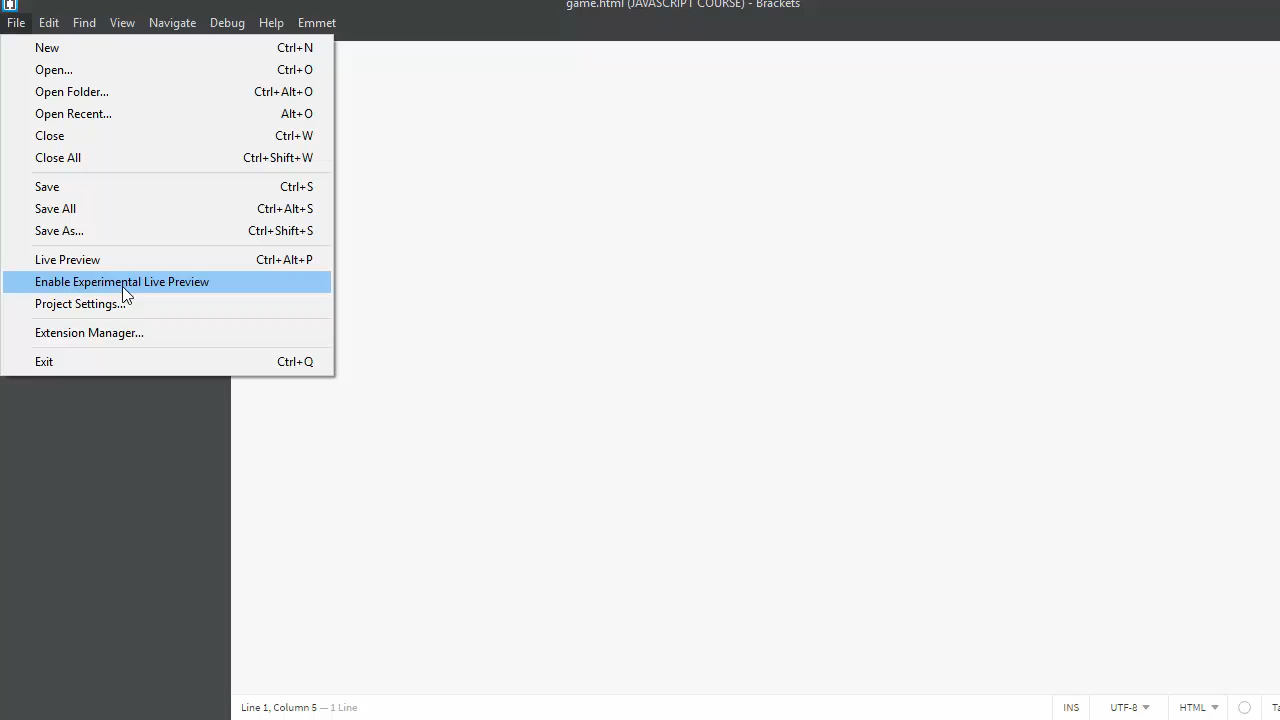 game.html (JAVASCRIPT COURSE) - Brackets
File Edit Find View Navigate Debug Help Emmet
New Ctrl+N
Open... Ctrl+O
Open Folder... Ctrl+Alt+O
Open Recent... Alt+O
Close Ctrl+W
Close All Ctrl+Shift+W
Save Ctrl+S
Save All Ctrl+Alt+S
Save As... Ctrl+Shift+S
Live Preview Ctrl+Alt+P
Enable Experimental Live Preview
Project Settings...
Extension Manager...
Exit Ctrl+Q
Line 1, Column 5 — 1 Line INS UTF-8 HTML